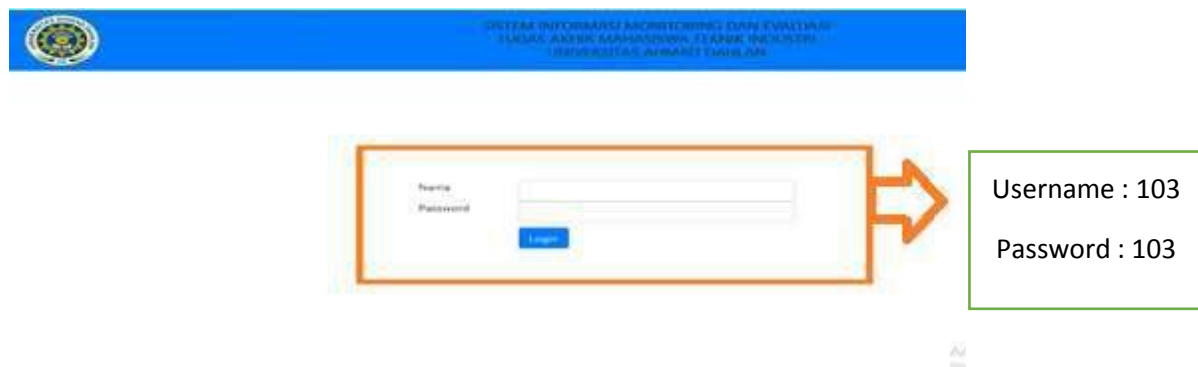 SISTEM INFORMASI MONITORING DAN EVALUASI
TUGAS AKHIR MAHASISWA TEKNIK INDUSTRI
UNIVERSITAS AHMAD DAHLAN
Nama
Password
Login
Username : 103
Password : 103